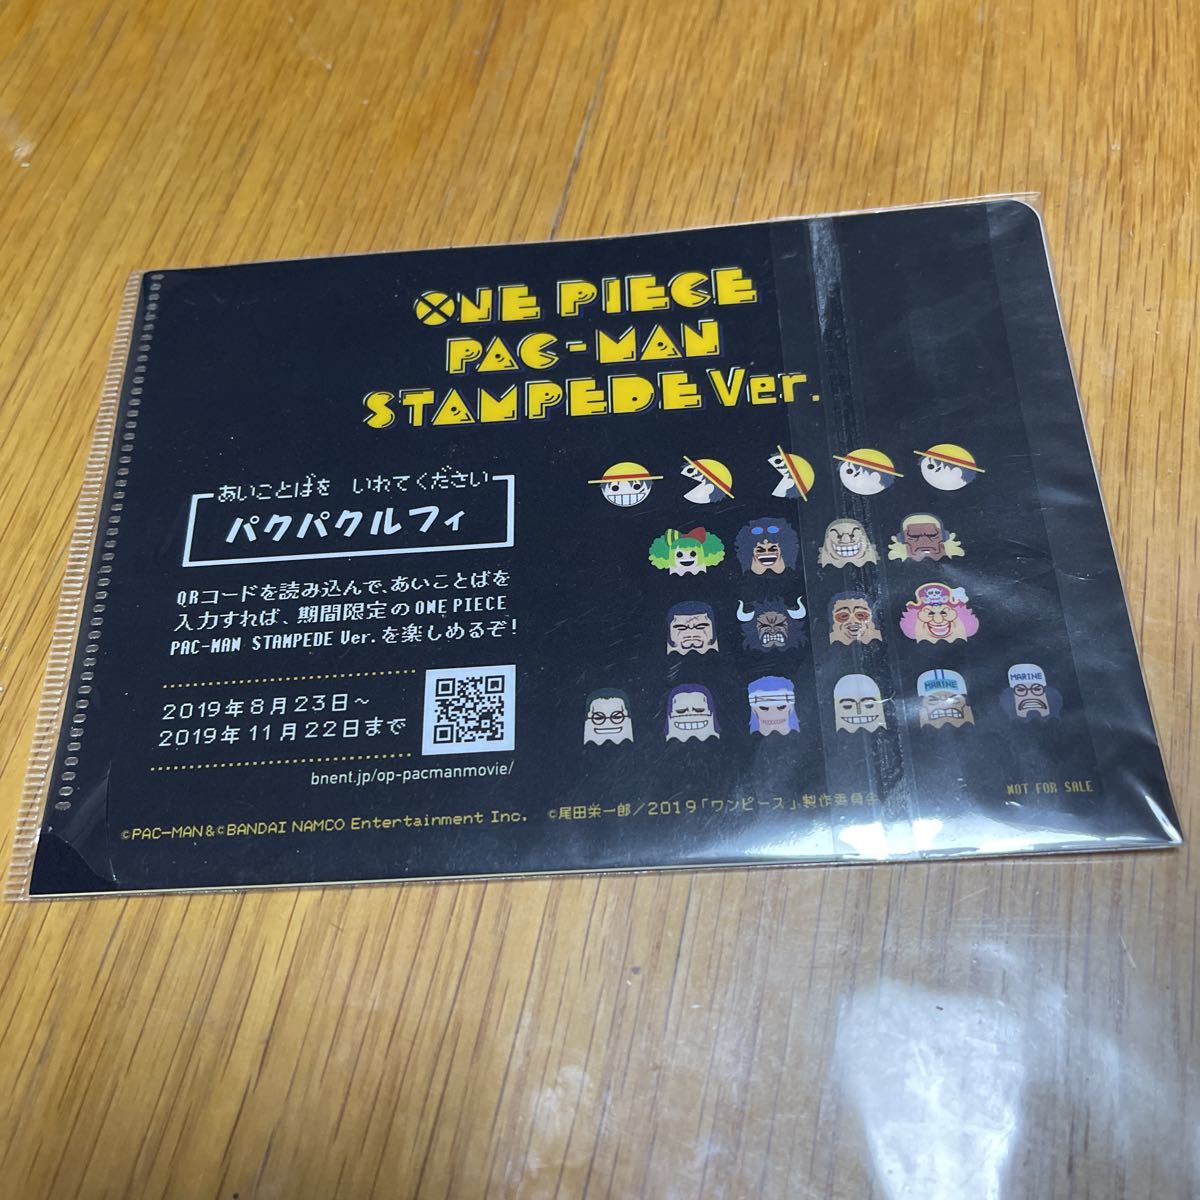 ONE PIECE
PAC-MAN
STAMPEDE Ver.
あいことばを いれてください
パクパクルフィ
QRコードを読み込んで、あいことばを
入力すれば、期間限定のONE PIECE
PAC-MAN STAMPEDE Ver.を楽しめるぞ!
2019年8月23日~
2019年11月22日まで
bnent.jp/op-pacmanmovie/
MARINE
MARINE
NOT FOR SALE
©PAC-MAN&©BANDAI NAMCO Entertainment Inc. ©尾田栄一郎/2019「ワンピース」製作委員会